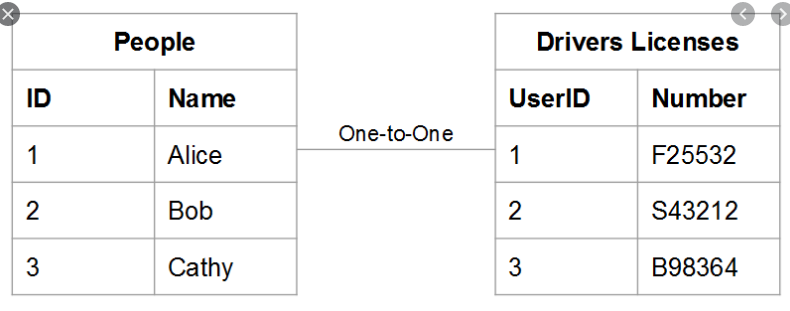 People
ID Name
1 Alice
2 Bob
3 Cathy
One-to-One
Drivers Licenses
UserID Number
1 F25532
2 S43212
3 B98364